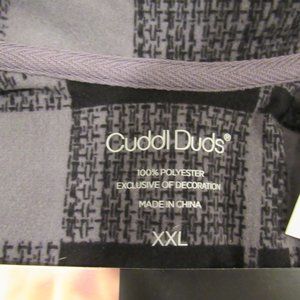 Cuddl Duds®
100% POLYESTER
EXCLUSIVE OF DECORATION
MADE IN CHINA
XXL